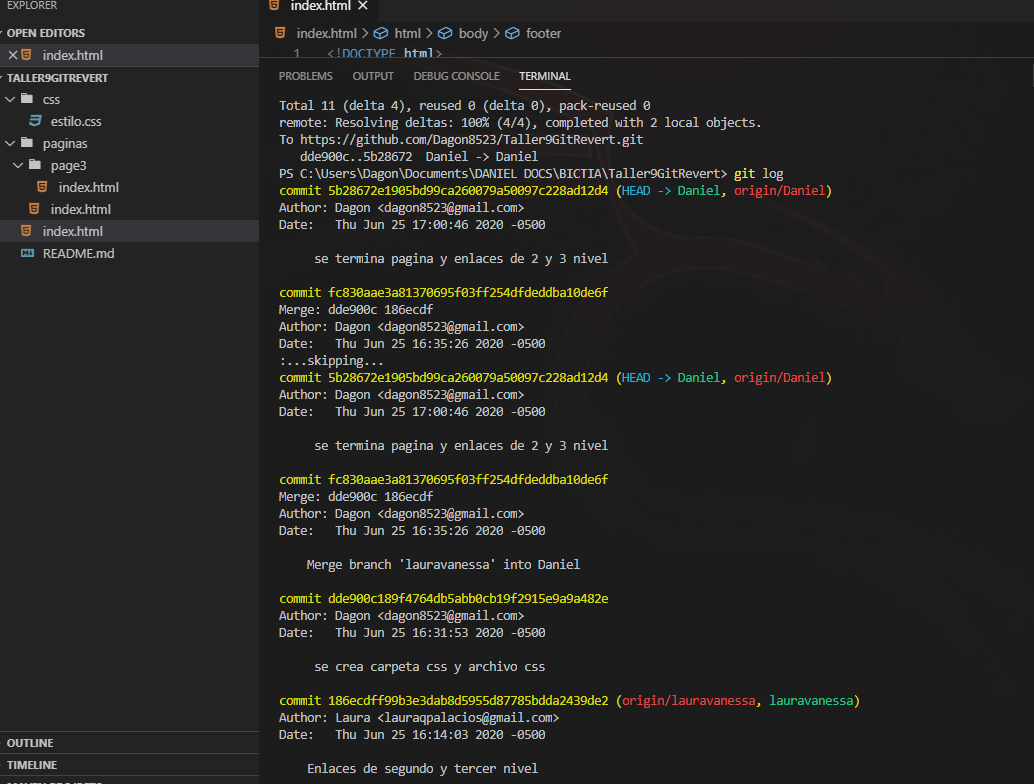 EXPLORER
OPEN EDITORS
index.html
TALLER9GITREVERT
css
estilo.css
paginas
page3
index.html
index.html
index.html
README.md
OUTLINE
TIMELINE
index.html
index.html > html > body > footer
1 <!DOCTYPE html>
PROBLEMS OUTPUT DEBUG CONSOLE TERMINAL
Total 11 (delta 4), reused 0 (delta 0), pack-reused 0
remote: Resolving deltas: 100% (4/4), completed with 2 local objects.
To https://github.com/Dagon8523/Taller9GitRevert.git
dde900c..5b28672 Daniel -> Daniel
PS C:\Users\Dagon\Documents\DANIEL DOCS\BICTIA\Taller9GitRevert> git log
commit 5b28672e1905bd99ca260079a50097c228ad12d4 (HEAD -> Daniel, origin/Daniel)
Author: Dagon <dagon8523@gmail.com>
Date: Thu Jun 25 17:00:46 2020 -0500
se termina pagina y enlaces de 2 y 3 nivel
commit fc830aae3a81370695f03ff254dfdeddba10de6f
Merge: dde900c 186ecdf
Author: Dagon <dagon8523@gmail.com>
Date: Thu Jun 25 16:35:26 2020 -0500
:...skipping...
commit 5b28672e1905bd99ca260079a50097c228ad12d4 (HEAD -> Daniel, origin/Daniel)
Author: Dagon <dagon8523@gmail.com>
Date: Thu Jun 25 17:00:46 2020 -0500
se termina pagina y enlaces de 2 y 3 nivel
commit fc830aae3a81370695f03ff254dfdeddba10de6f
Merge: dde900c 186ecdf
Author: Dagon <dagon8523@gmail.com>
Date: Thu Jun 25 16:35:26 2020 -0500
Merge branch 'lauravanessa' into Daniel
commit dde900c189f4764db5abb0cb19f2915e9a9a482e
Author: Dagon <dagon8523@gmail.com>
Date: Thu Jun 25 16:31:53 2020 -0500
se crea carpeta css y archivo css
commit 186ecdff99b3e3dab8d5955d87785bdda2439de2 (origin/lauravanessa, lauravanessa)
Author: Laura <lauraqpalacios@gmail.com>
Date: Thu Jun 25 16:14:03 2020 -0500
Enlaces de segundo y tercer nivel